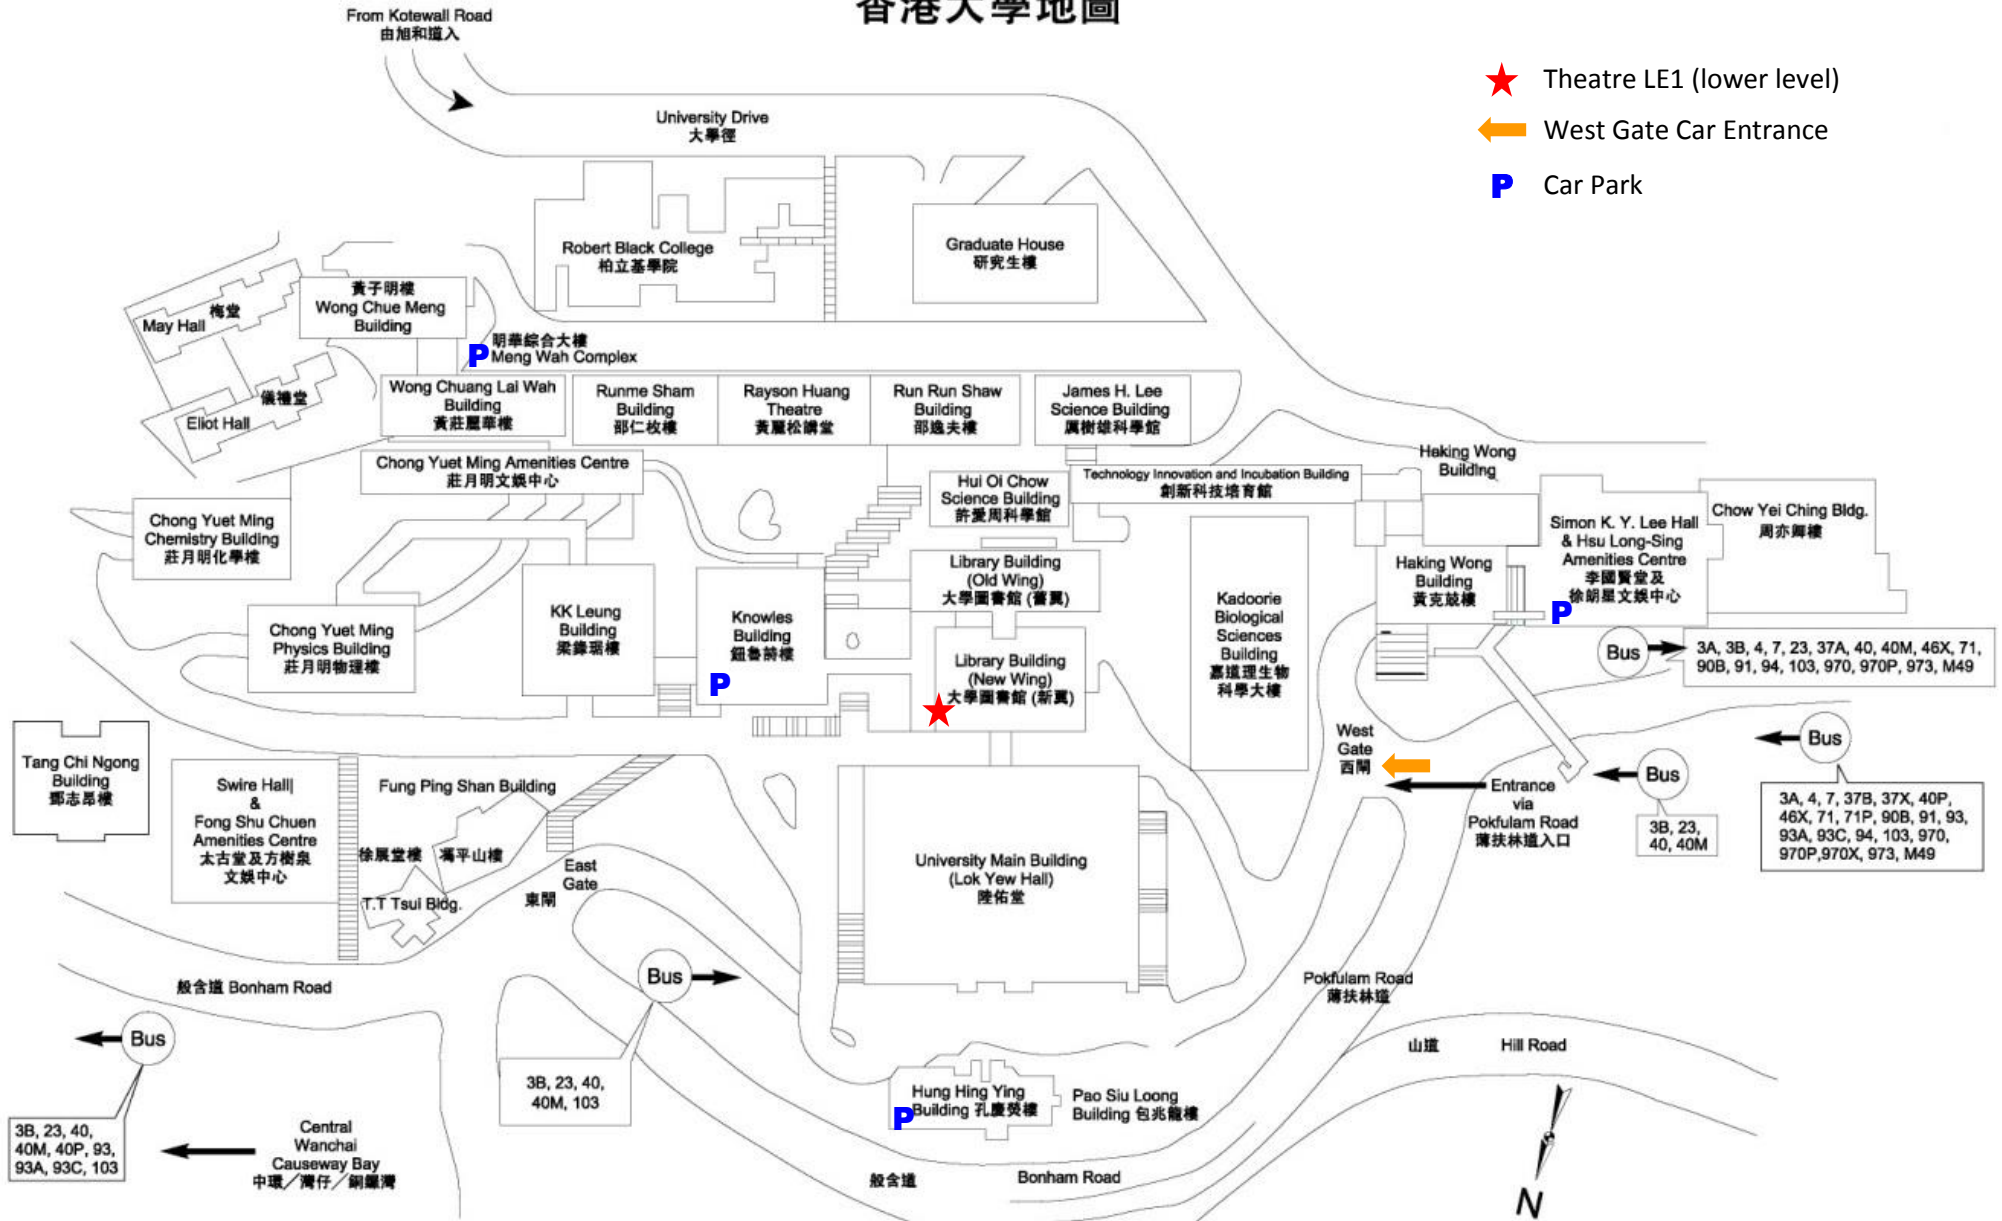 香港大學地圖
From Kotewall Road
由旭和道入
Theatre LE1 (lower level)
West Gate Car Entrance
P Car Park
University Drive
大學徑
Robert Black College
柏立基學院
Graduate House
研究生樓
梅堂
May Hall
黃子明樓
Wong Chue Meng
Building
P
明華綜合大樓
Meng Wah Complex
儀禮堂
Eliot Hall
Wong Chuang Lai Wah
Building
黃莊麗華樓
Runme Sham
Building
邵仁枚樓
Rayson Huang
Theatre
黃麗松講堂
Run Run Shaw
Building
邵逸夫樓
James H. Lee
Science Building
厲樹雄科學館
Chong Yuet Ming Amenities Centre
莊月明文娛中心
Hui Oi Chow
Science Building
許愛周科學館
Technology Innovation and Incubation Building
創新科技培育館
Haking Wong
Building
Chong Yuet Ming
Chemistry Building
莊月明化學樓
Simon K. Y. Lee Hall
& Hsu Long-Sing
Amenities Centre
李國賢堂及
徐朗星文娛中心
P
Chow Yei Ching Bldg.
周亦卿樓
Library Building
(Old Wing)
大學圖書館 (舊翼)
Haking Wong
Building
黃克兢樓
KK Leung
Building
梁銶琚樓
Knowles
Building
鈕魯詩樓
P
Kadoorie
Biological
Sciences
Building
嘉道理生物
科學大樓
Chong Yuet Ming
Physics Building
莊月明物理樓
Library Building
(New Wing)
大學圖書館 (新翼)
Bus
3A, 3B, 4, 7, 23, 37A, 40, 40M, 46X, 71,
90B, 91, 94, 103, 970, 970P, 973, M49
Tang Chi Ngong
Building
鄧志昂樓
Swire Hall
&
Fong Shu Chuen
Amenities Centre
太古堂及方樹泉
文娛中心
Fung Ping Shan Building
徐展堂樓
馮平山樓
T.T Tsui Bldg.
East
Gate
東閘
University Main Building
(Lok Yew Hall)
陸佑堂
West
Gate
西閘
Entrance
via
Pokfulam Road
薄扶林道入口
Bus
3B, 23,
40, 40M
Bus
3A, 4, 7, 37B, 37X, 40P,
46X, 71, 71P, 90B, 91, 93,
93A, 93C, 94, 103, 970,
970P,970X, 973, M49
般含道 Bonham Road
Bus
3B, 23, 40,
40M, 103
Pokfulam Road
薄扶林道
Bus
3B, 23, 40,
40M, 40P, 93,
93A, 93C, 103
Central
Wanchai
Causeway Bay
中環／灣仔／銅鑼灣
山道 Hill Road
Hung Hing Ying
Building 孔慶熒樓
P
Pao Siu Loong
Building 包兆龍樓
般含道 Bonham Road
N